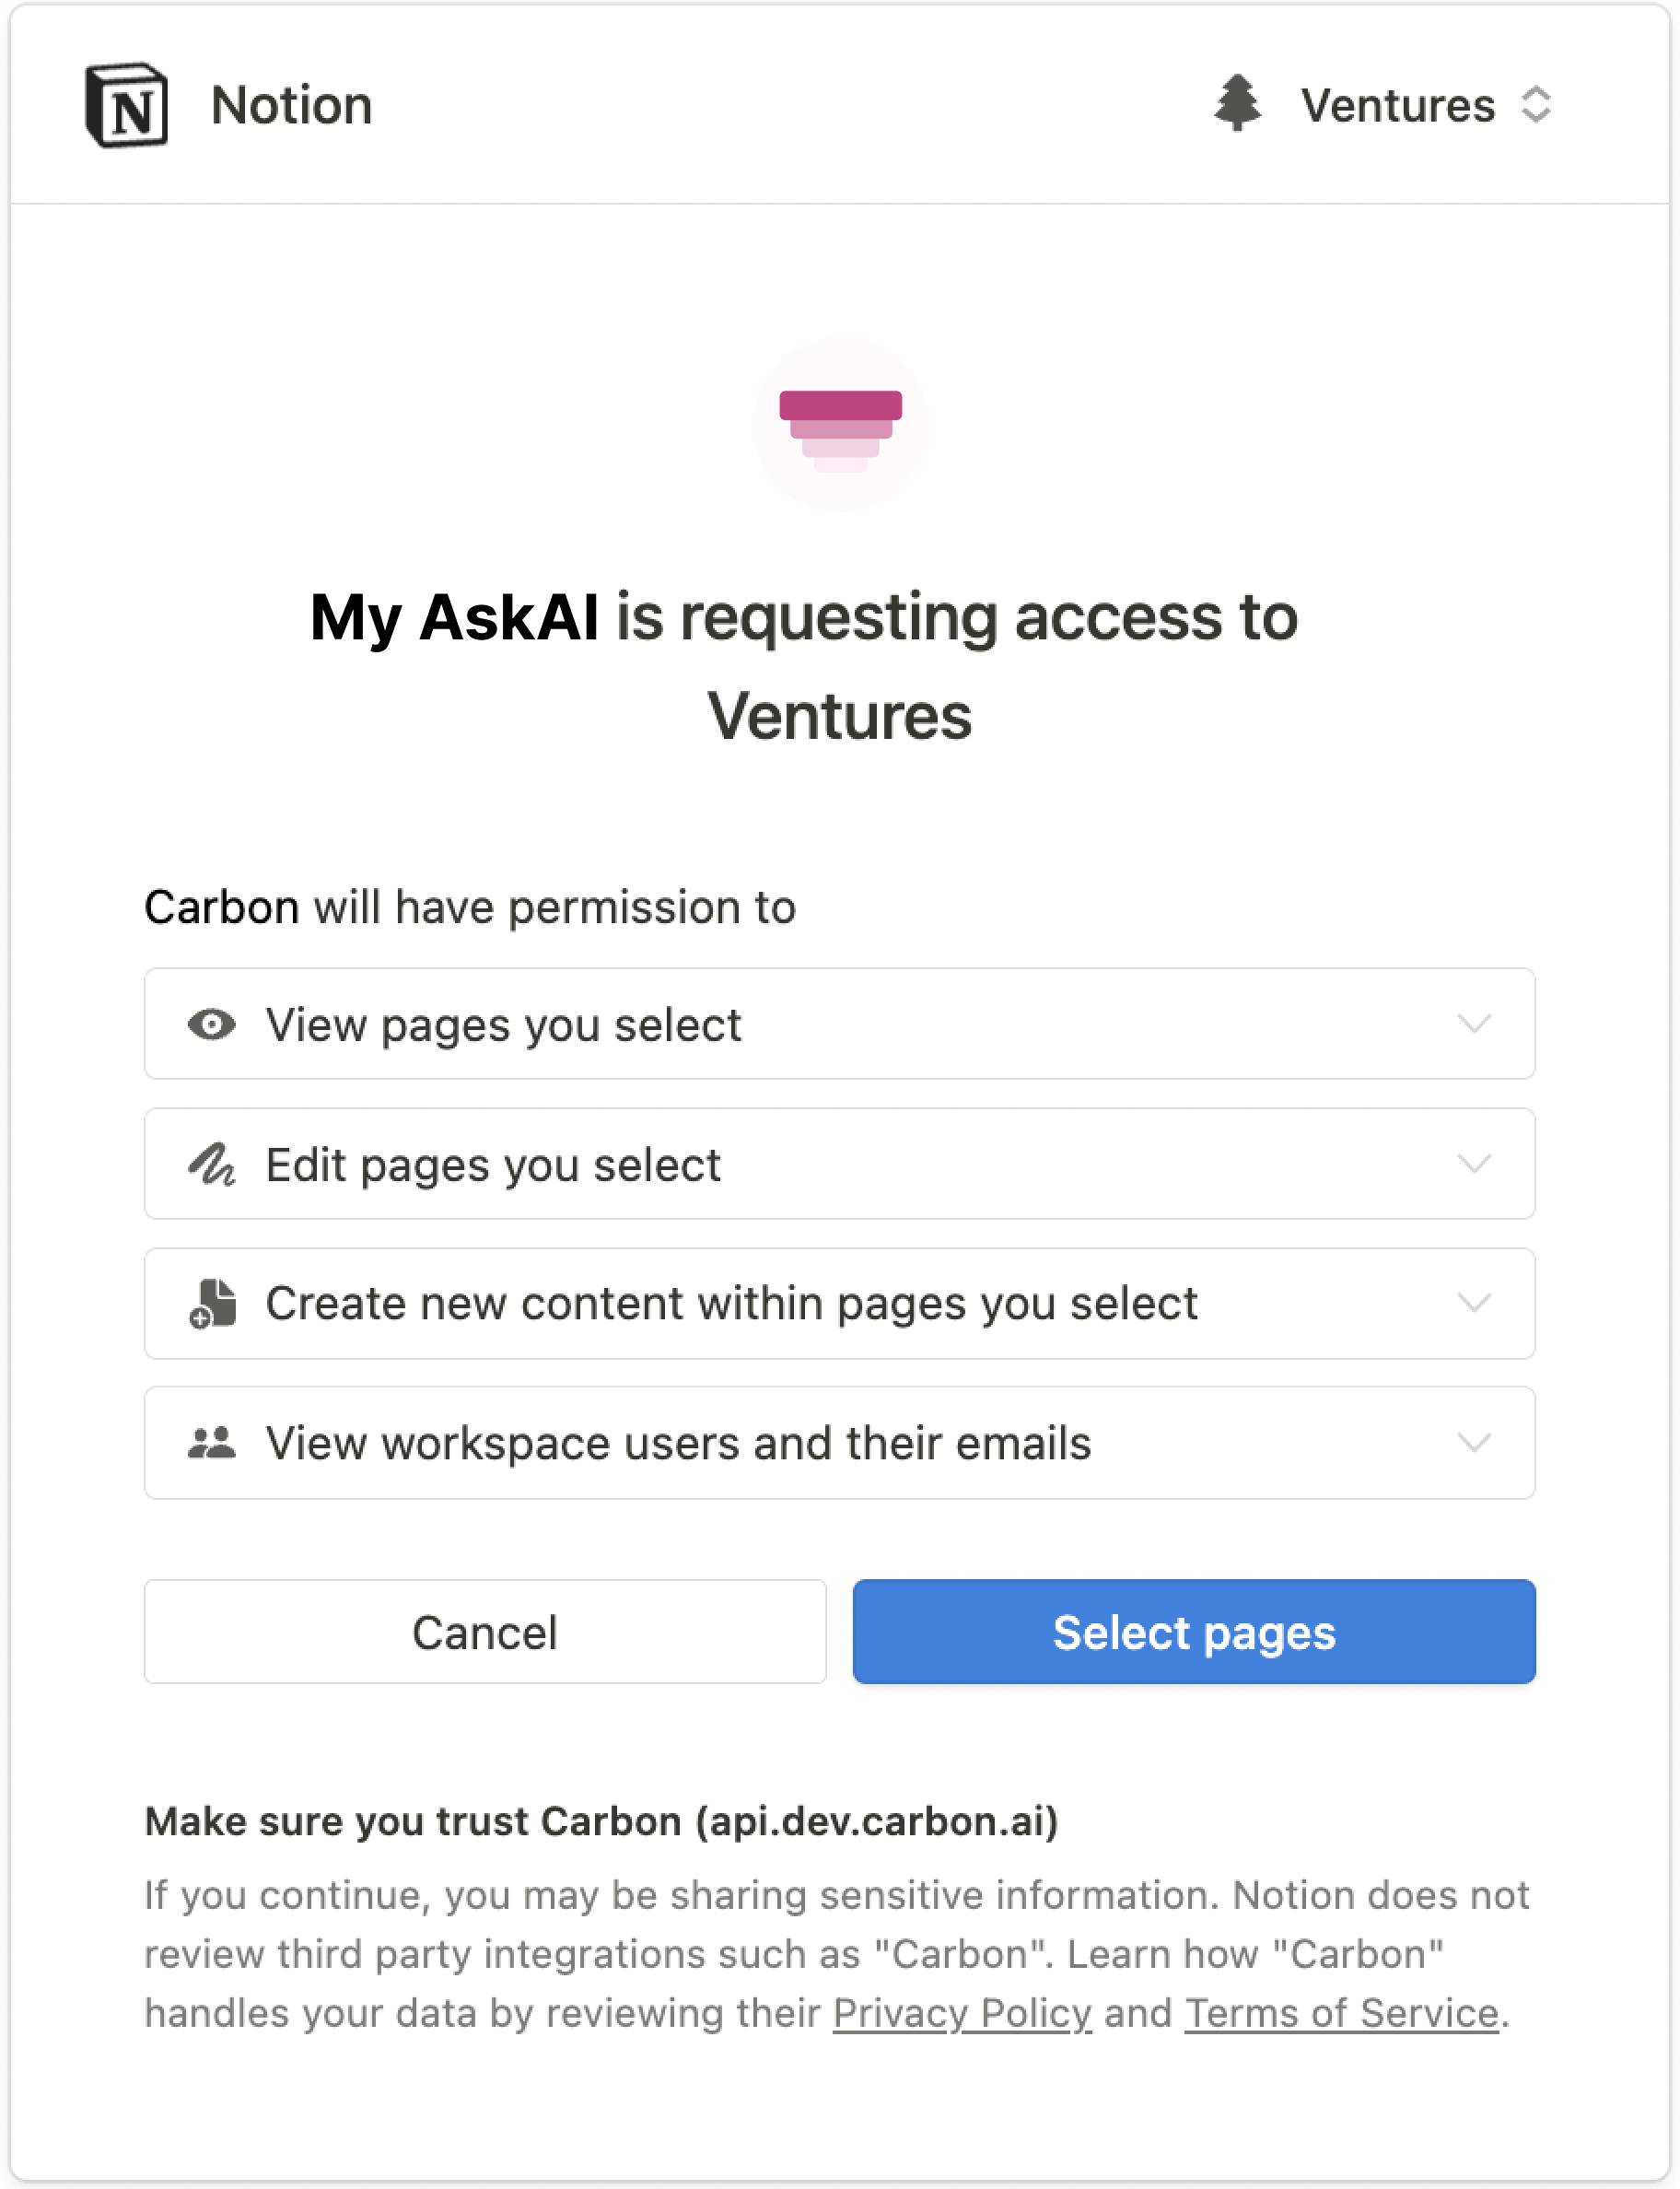 N Notion Ventures
My AskAI is requesting access to
Ventures
Carbon will have permission to
View pages you select
Edit pages you select
Create new content within pages you select
View workspace users and their emails
Cancel Select pages
Make sure you trust Carbon (api.dev.carbon.ai)
If you continue, you may be sharing sensitive information. Notion does not
review third party integrations such as "Carbon". Learn how "Carbon"
handles your data by reviewing their Privacy Policy and Terms of Service.